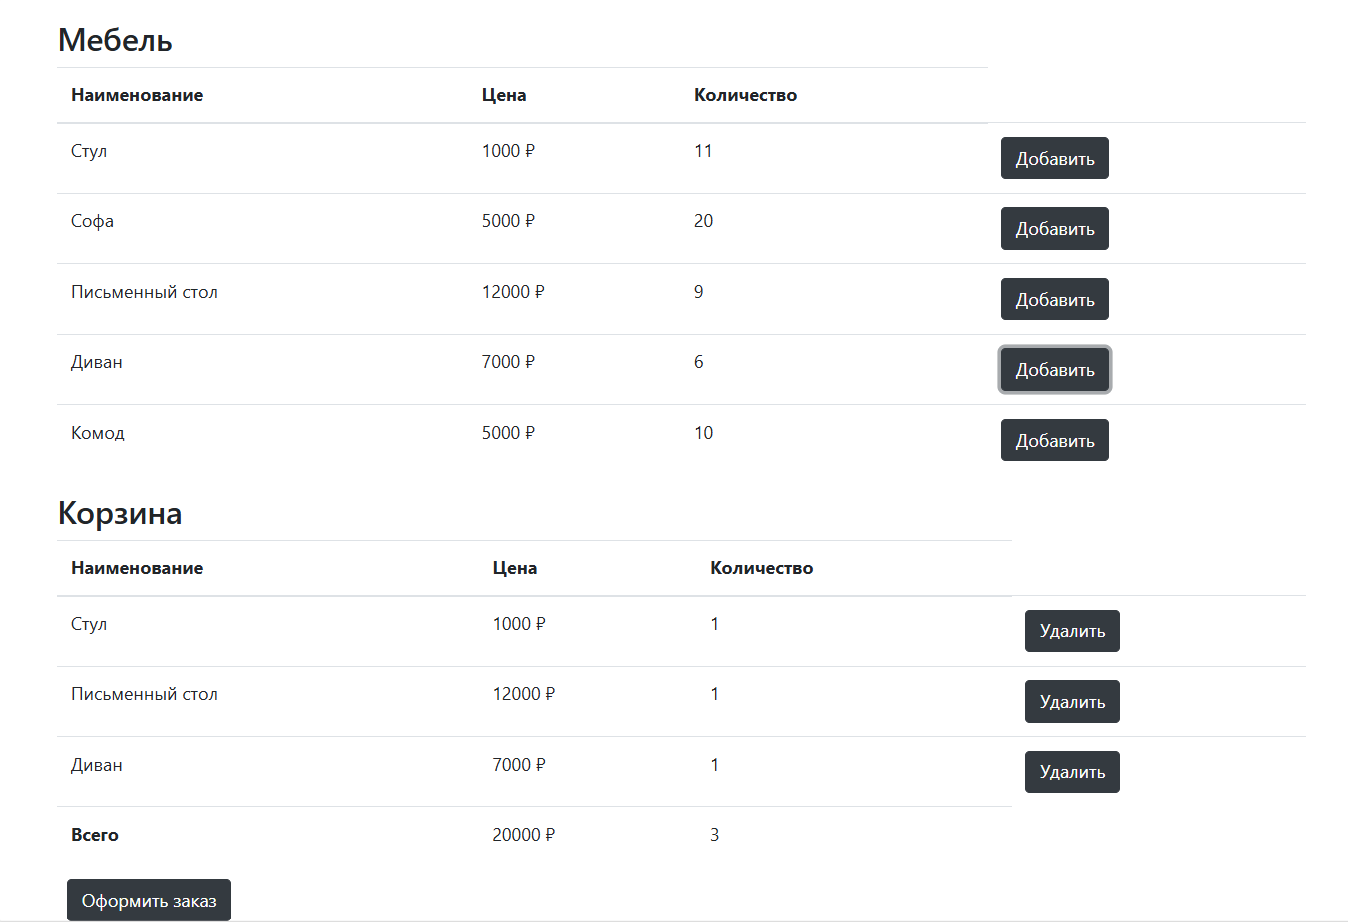 Мебель
Наименование Цена Количество
Стул 1000 ₽ 11 Добавить
Софа 5000 ₽ 20 Добавить
Письменный стол 12000 ₽ 9 Добавить
Диван 7000 ₽ 6 Добавить
Комод 5000 ₽ 10 Добавить
Корзина
Наименование Цена Количество
Стул 1000 ₽ 1 Удалить
Письменный стол 12000 ₽ 1 Удалить
Диван 7000 ₽ 1 Удалить
Всего 20000 ₽ 3
Оформить заказ